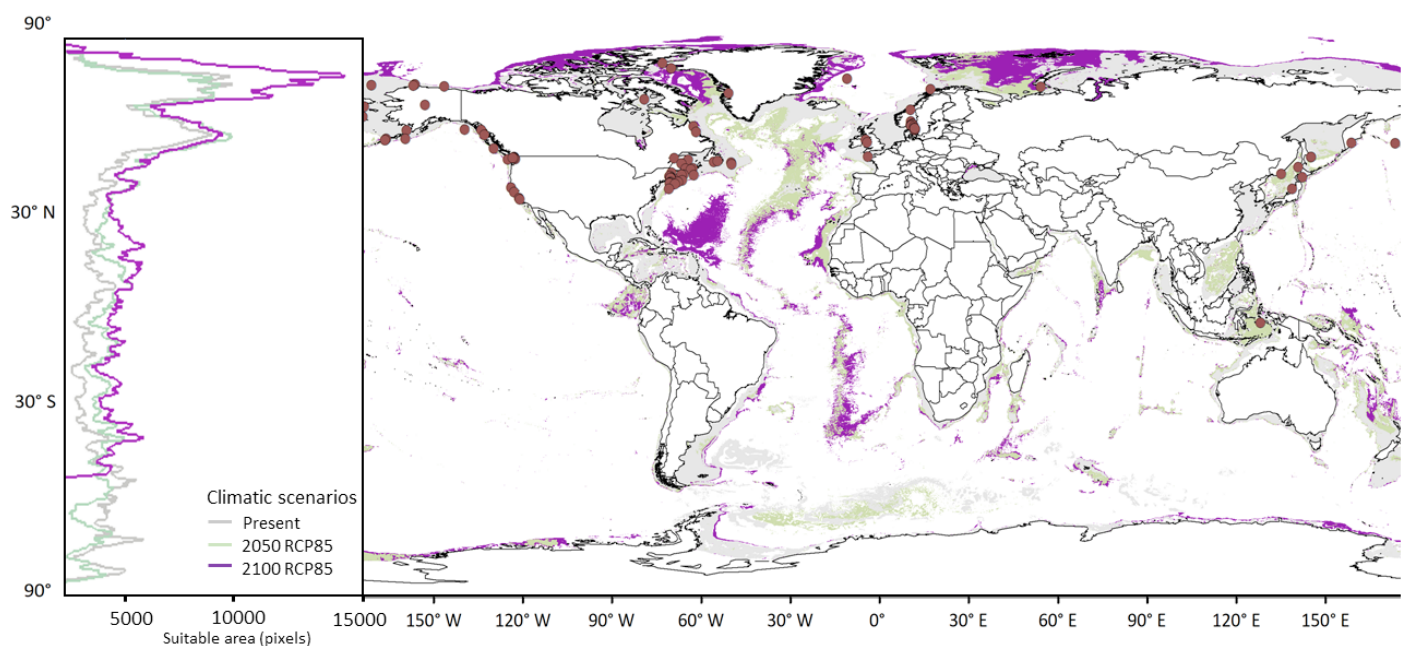 90°
30° N
30° S
90°
Climatic scenarios
Present
2050 RCP85
2100 RCP85
5000 10000 15000 150° W 120° W 90° W 60° W 30° W 0° 30° E 60° E 90° E 120° E 150° E
Suitable area (pixels)